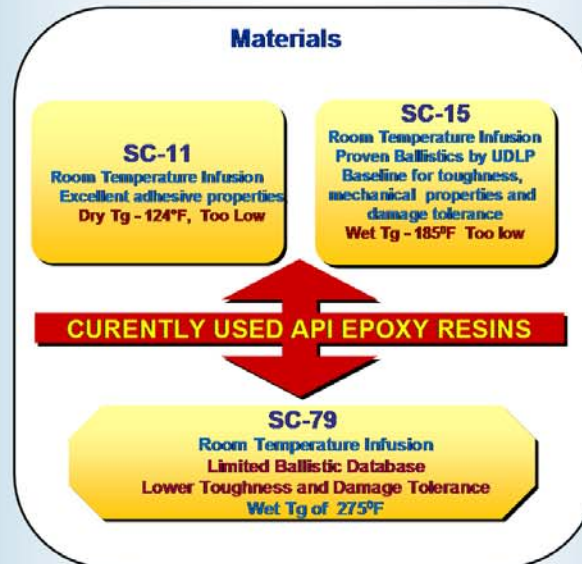 Materials
SC-11
Room Temperature Infusion
Excellent adhesive properties
Dry Tg - 124°F, Too Low
SC-15
Room Temperature Infusion
Proven Ballistics by UDLP
Baseline for toughness,
mechanical properties and
damage tolerance
Wet Tg - 185ºF Too low
CURENTLY USED API EPOXY RESINS
SC-79
Room Temperature Infusion
Limited Ballistic Database
Lower Toughness and Damage Tolerance
Wet Tg of 275ºF